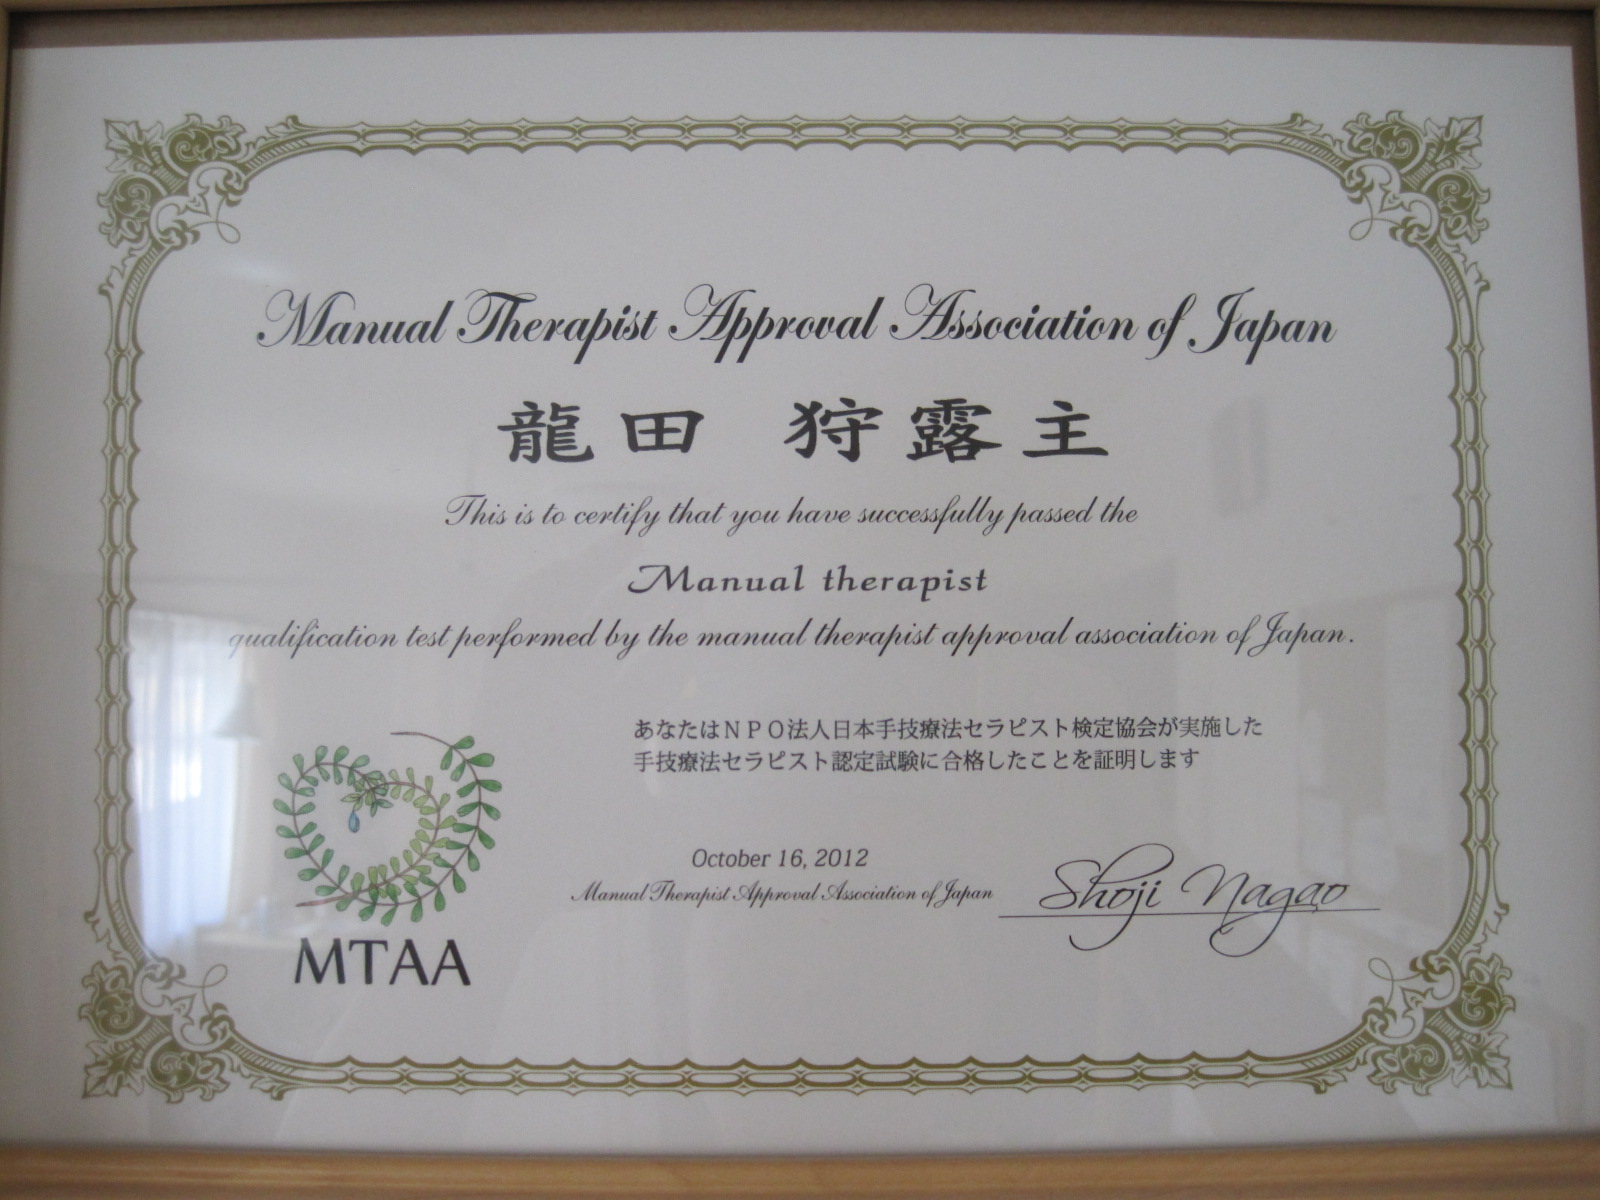 Manual Therapist Approval Association of Japan
龍田 狩露主
This is to certify that you have successfully passed the
Manual therapist
qualification test performed by the manual therapist approval association of Japan.
あなたはＮＰＯ法人日本手技療法セラピスト検定協会が実施した
手技療法セラピスト認定試験に合格したことを証明します
October 16, 2012
Manual Therapist Approval Association of Japan
Shoji Nagao
MTAA